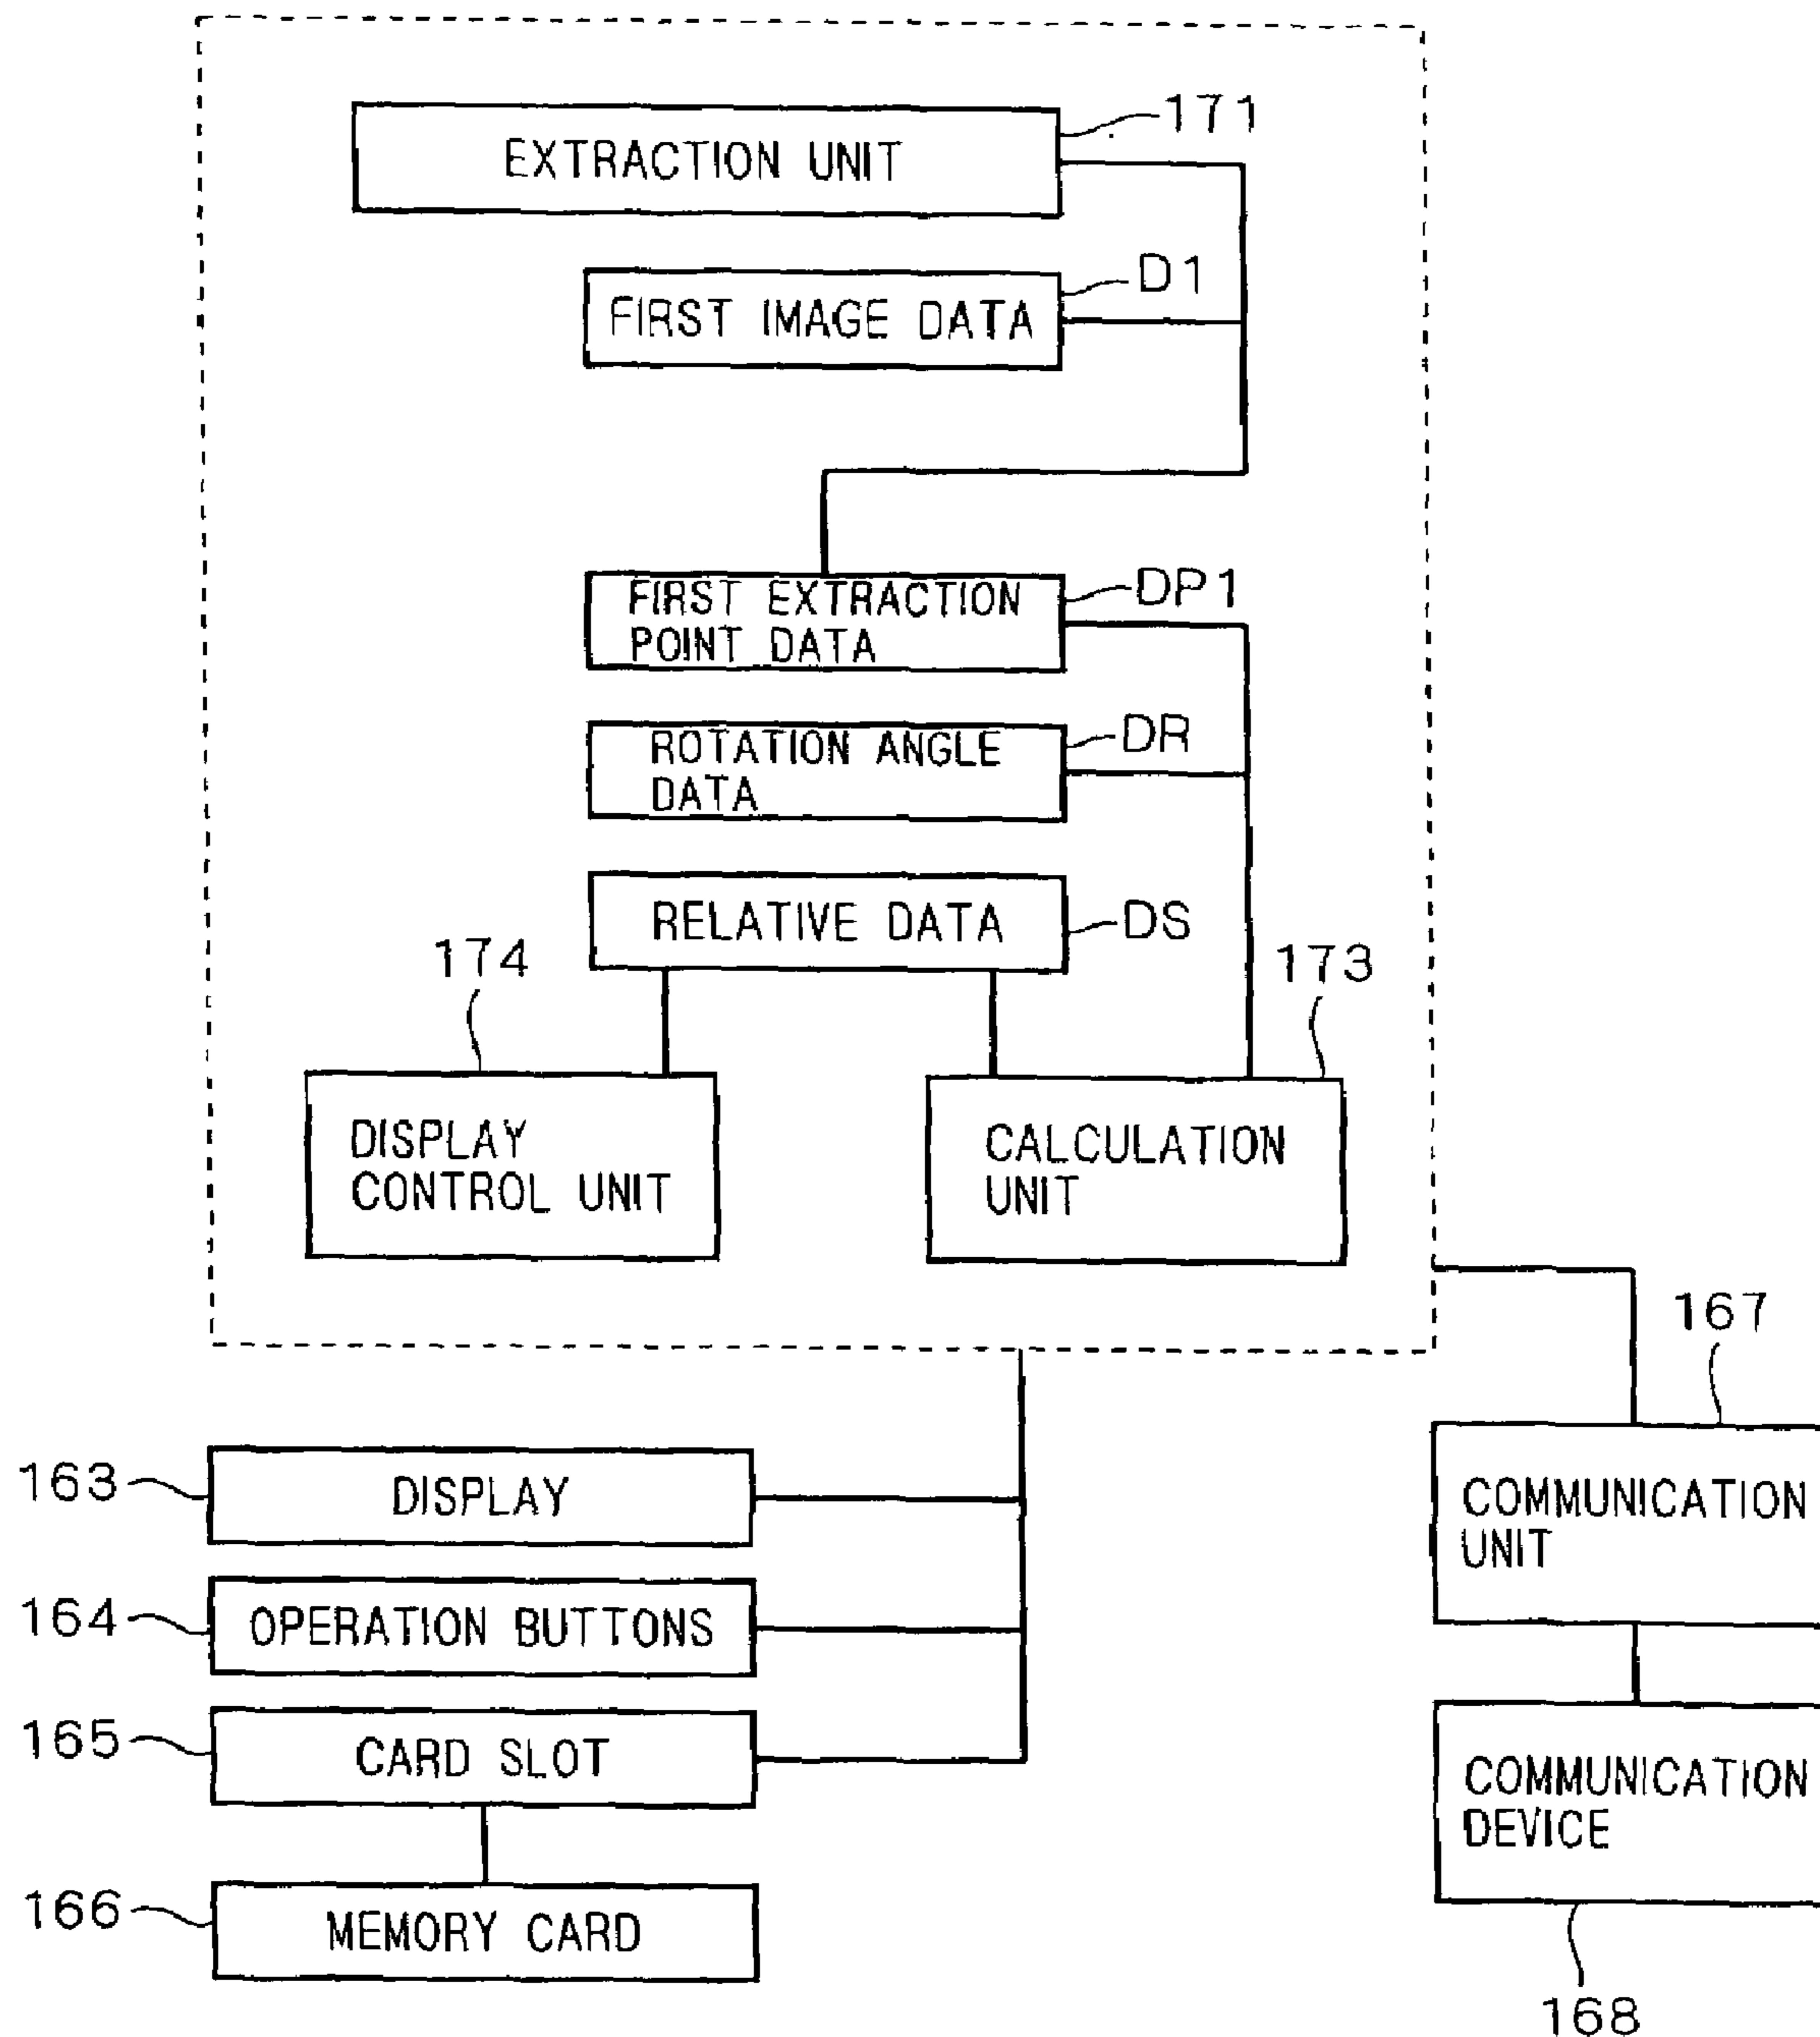 171
EXTRACTION UNIT
D1
FIRST IMAGE DATA
DP1
FIRST EXTRACTION
POINT DATA
DR
ROTATION ANGLE
DATA
RELATIVE DATA
DS
174
173
DISPLAY
CONTROL UNIT
CALCULATION
UNIT
167
163
DISPLAY
COMMUNICATION
UNIT
164
OPERATION BUTTONS
165
CARD SLOT
COMMUNICATION
DEVICE
166
MEMORY CARD
168